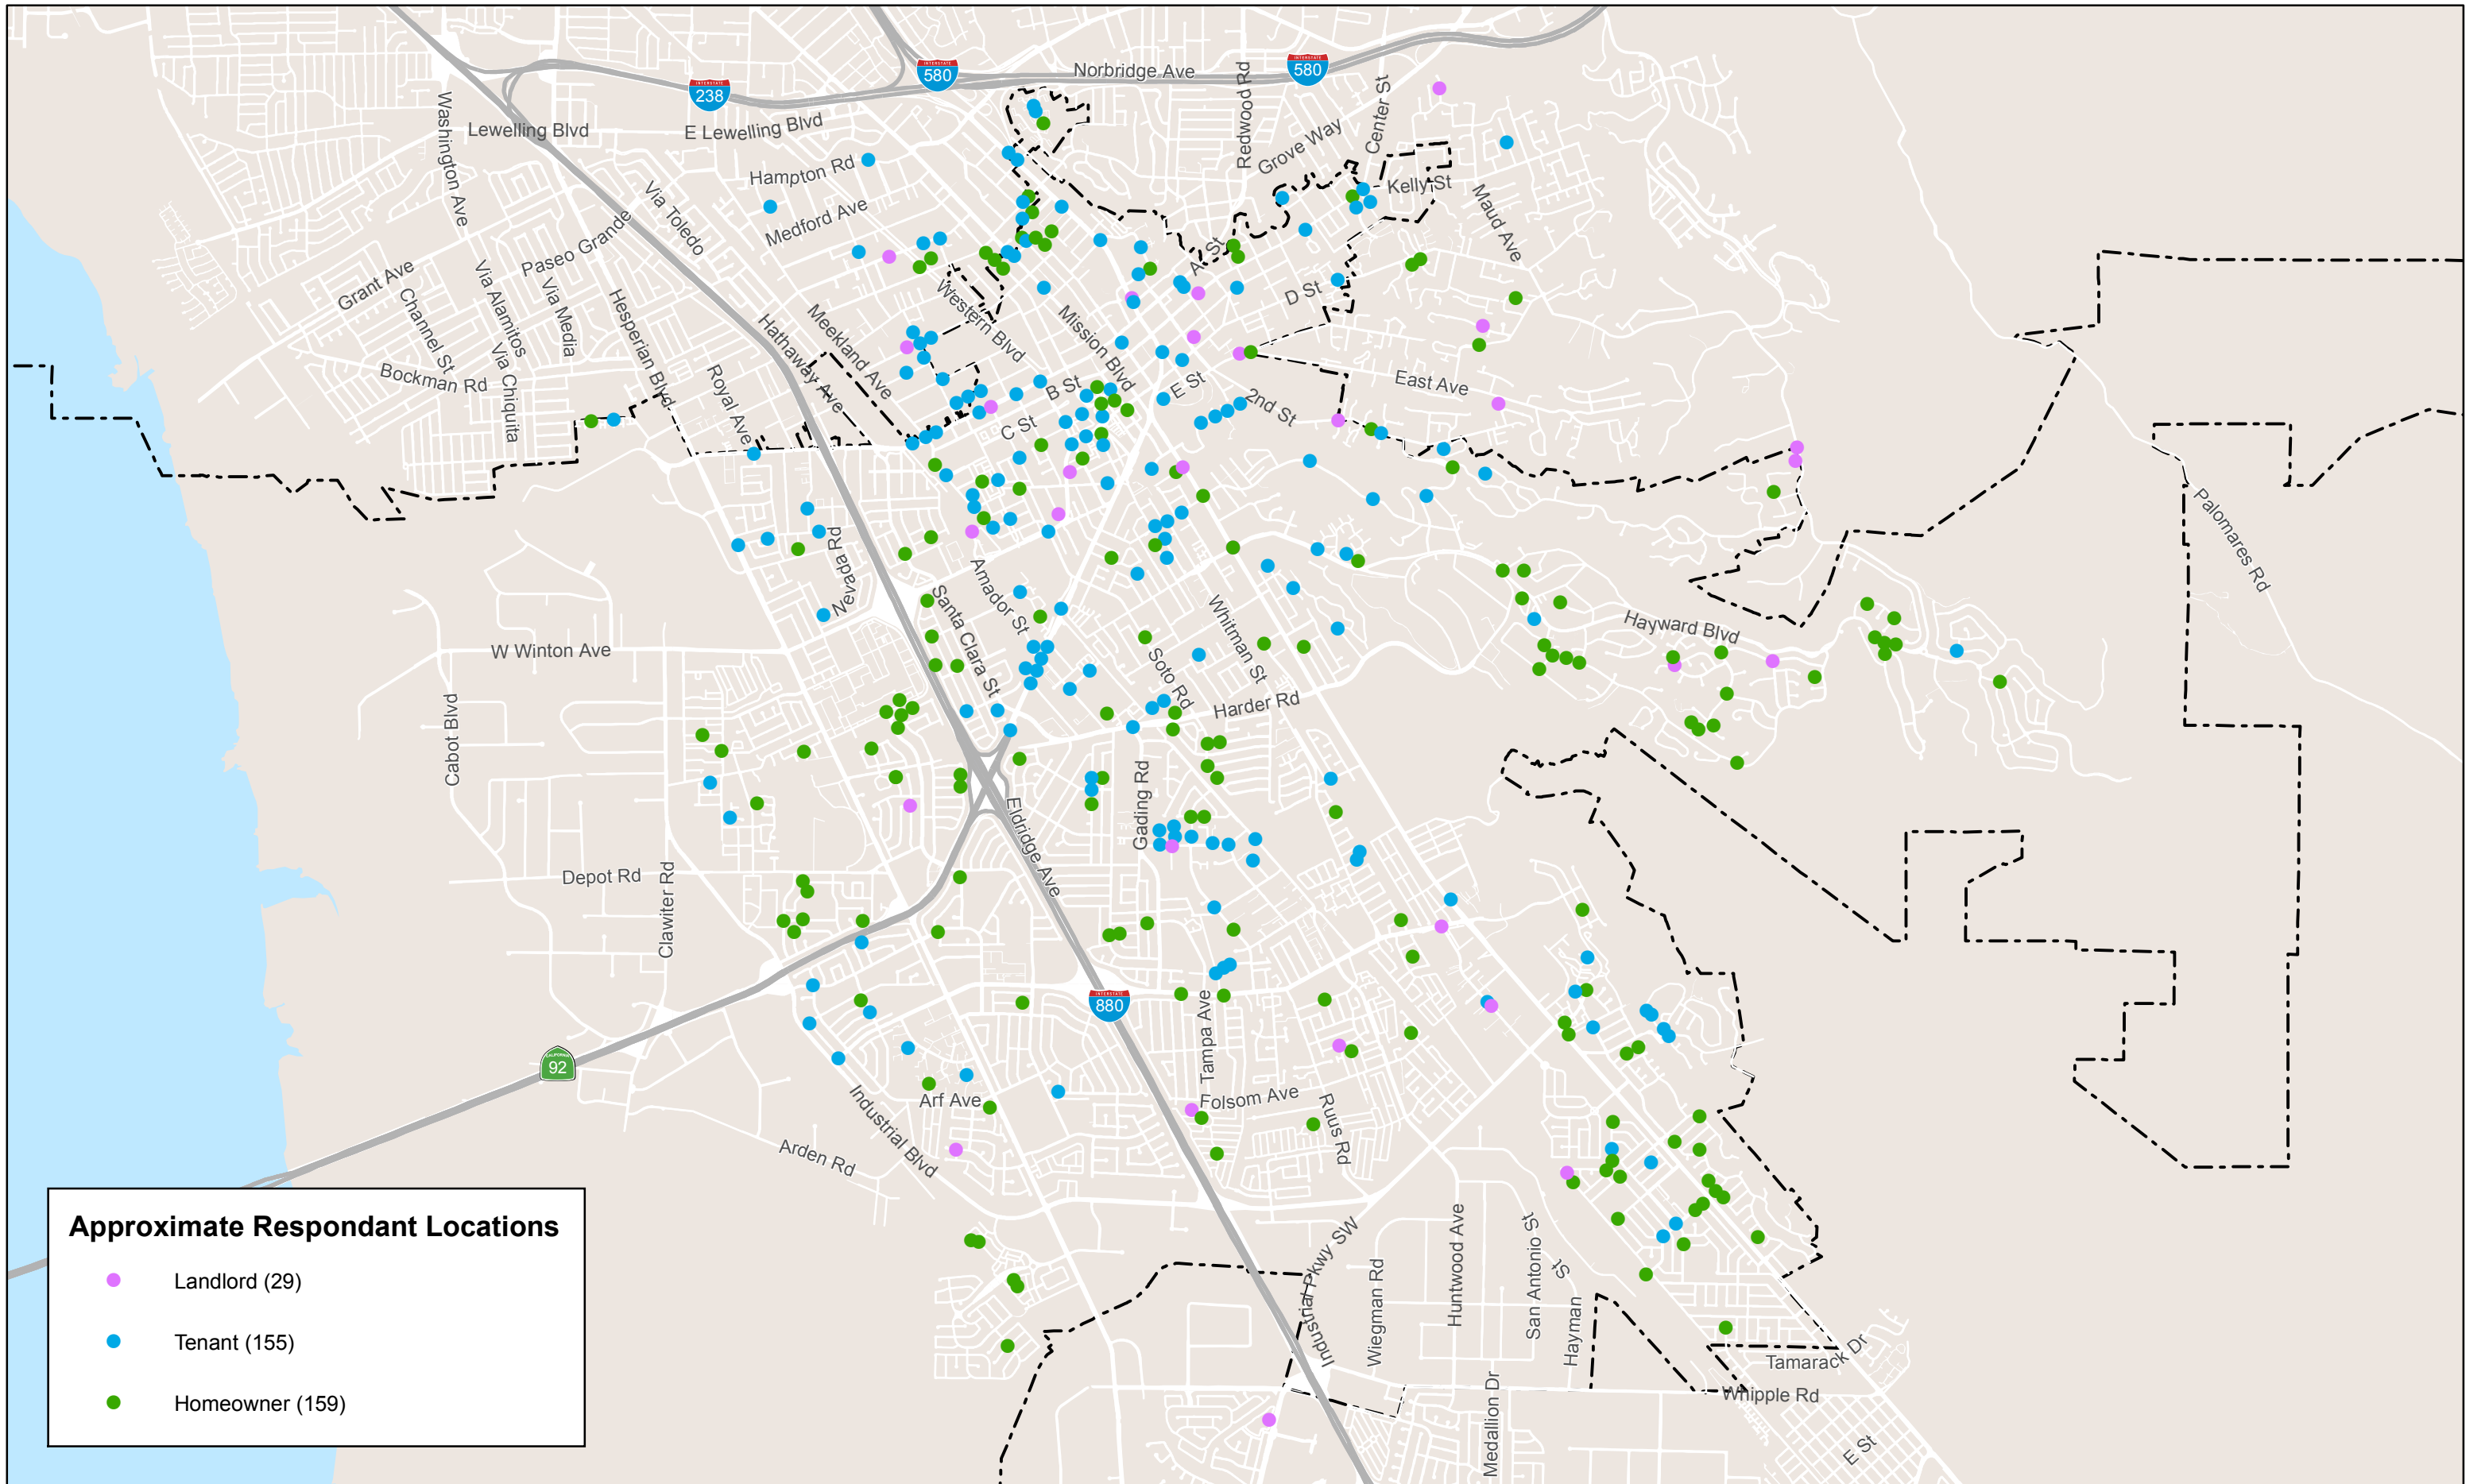 INTERSTATE
580
INTERSTATE
580
INTERSTATE
238
Norbridge Ave
Redwood Rd
Center St
Washington Ave
Lewelling Blvd
E Lewelling Blvd
Grove Way
Hampton Rd
Kelly St
Via Toledo
Medford Ave
Maud Ave
Paseo Grande
A St
Grant Ave
Via Alamitos
Channel St
Via Media
Hesperian Blvd
Western Blvd
D St
Meekland Ave
Hathaway Ave
Mission Blvd
Via Chiquita
Bockman Rd
Royal Ave
B St
E St
East Ave
2nd St
C St
Nevada Rd
Palomares Rd
Amador St
Santa Clara St
Whitman St
Hayward Blvd
W Winton Ave
Soto Rd
Cabot Blvd
Harder Rd
Gading Rd
Eldridge Ave
Depot Rd
Clawiter Rd
INTERSTATE
880
CALIFORNIA
92
Tampa Ave
Arf Ave
Folsom Ave
Industrial Blvd
Ruus Rd
Arden Rd
Industrial Pkwy SW
Wiegman Rd
Huntwood Ave
San Antonio St
St
Hayman
Tamarack Dr
Whipple Rd
Medallion Dr
E St
Approximate Respondant Locations
Landlord (29)
Tenant (155)
Homeowner (159)